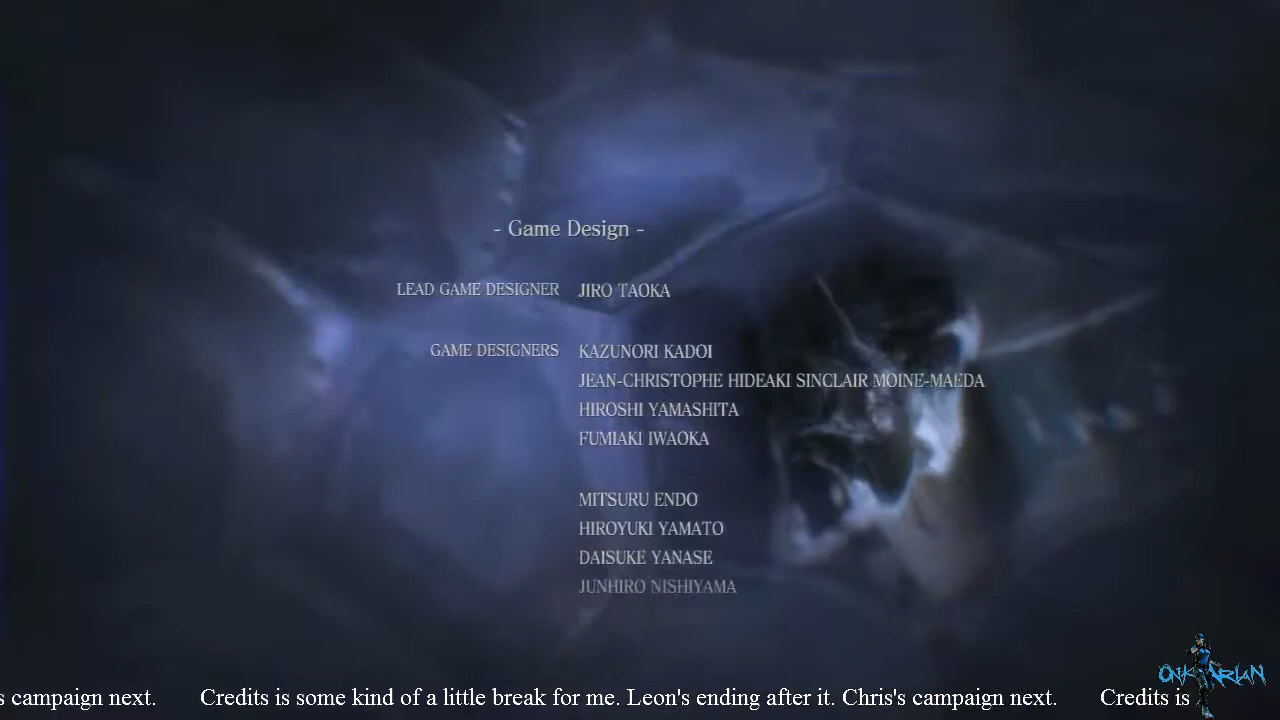 - Game Design -
LEAD GAME DESIGNER JIRO TAOKA
GAME DESIGNERS KAZUNORI KADOI
JEAN-CHRISTOPHE HIDEAKI SINCLAIR MOINE-MAEDA
HIROSHI YAMASHITA
FUMIAKI IWAOKA
MITSURU ENDO
HIROYUKI YAMATO
DAISUKE YANASE
JUNHIRO NISHIYAMA
s campaign next. Credits is some kind of a little break for me. Leon's ending after it. Chris's campaign next. Credits is